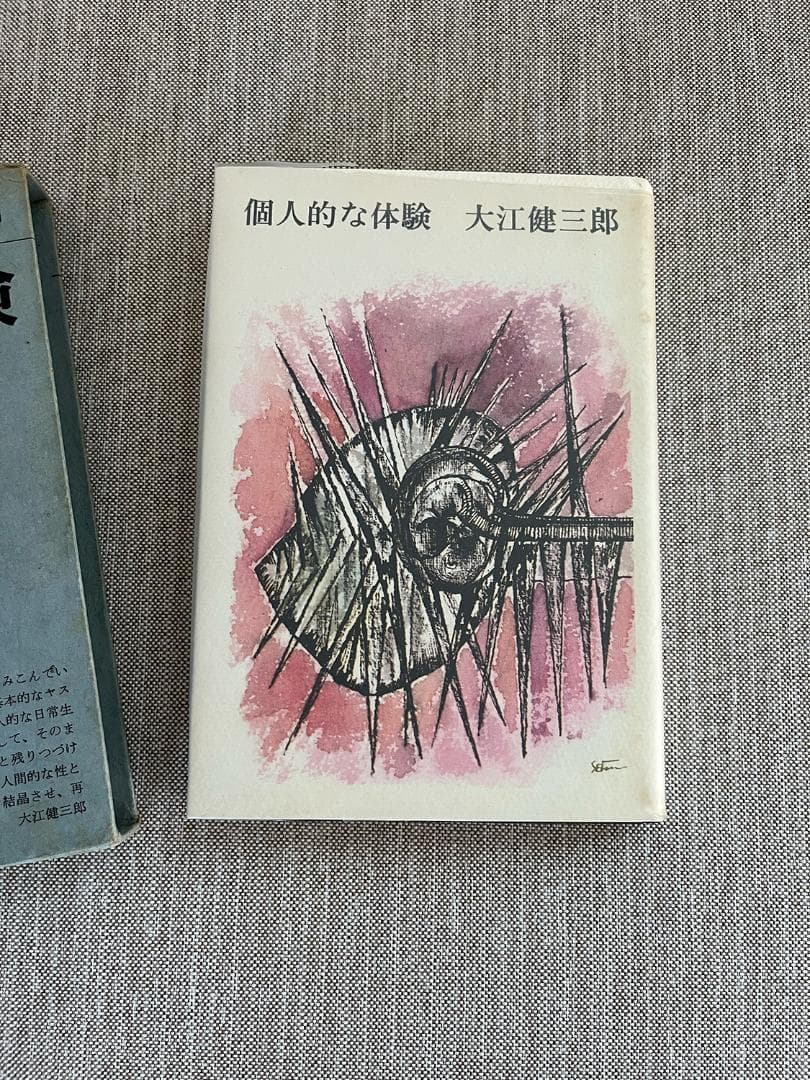 個人的な体験　大江健三郎
みこんでい
本的なヤス
人的な日常生
して、そのま
と残りつづけ
人間的な性と
結晶させ、再
大江健三郎